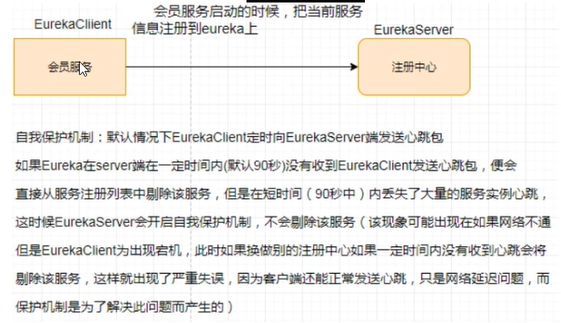 会员服务启动的时候，把当前服务
信息注册到eureka上
EurekaCliient
EurekaServer
会员服务
注册中心
自我保护机制：默认情况下EurekaClient定时向EurekaServer端发送心跳包
如果Eureka在server端在一定时间内(默认90秒)没有收到EurekaClient发送心跳包，便会
直接从服务注册列表中剔除该服务，但是在短时间（90秒中）内丢失了大量的服务实例心跳，
这时候EurekaServer会开启自我保护机制，不会剔除该服务（该现象可能出现在如果网络不通
但是EurekaClient为出现宕机，此时如果换做别的注册中心如果一定时间内没有收到心跳会将
剔除该服务，这样就出现了严重失误，因为客户端还能正常发送心跳，只是网络延迟问题，而
保护机制是为了解决此问题而产生的）